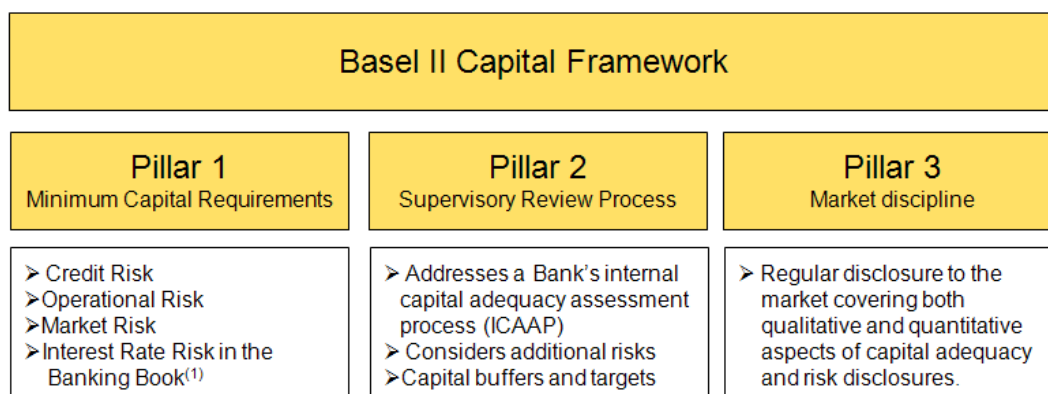 Basel II Capital Framework
Pillar 1
Minimum Capital Requirements
Pillar 2
Supervisory Review Process
Pillar 3
Market discipline
➢ Credit Risk
➢Operational Risk
➢Market Risk
➢Interest Rate Risk in the
Banking Book⁽¹⁾
➢ Addresses a Bank's internal
capital adequacy assessment
process (ICAAP)
➢ Considers additional risks
➢Capital buffers and targets
➢ Regular disclosure to the
market covering both
qualitative and quantitative
aspects of capital adequacy
and risk disclosures.